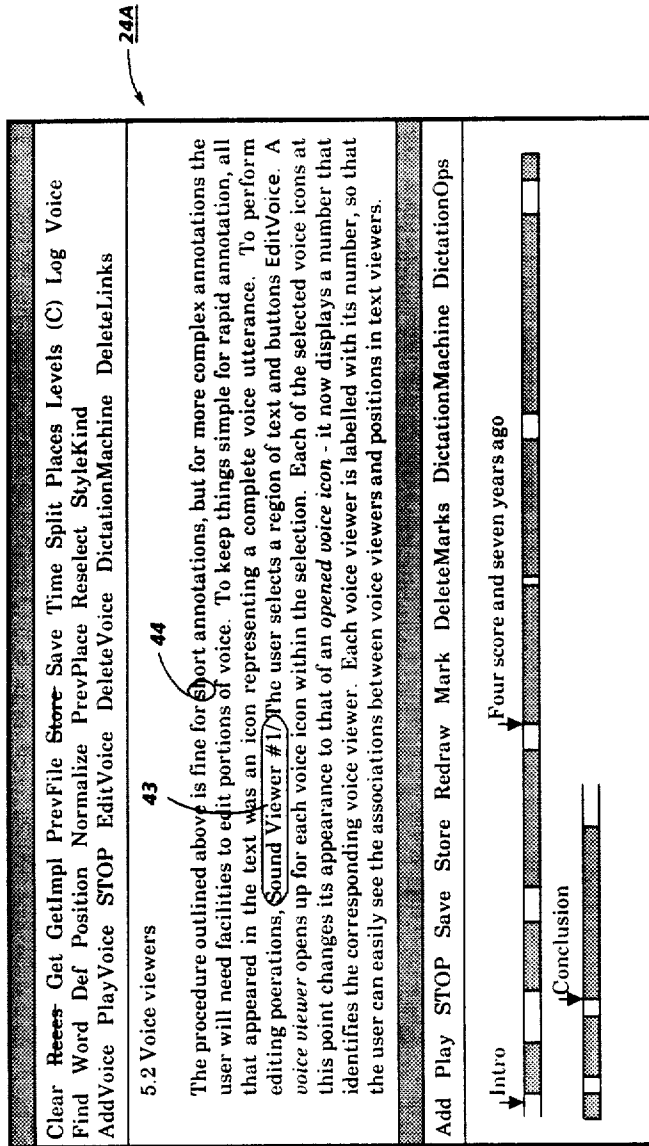 24A
Clear Reees Get GetImpl PrevFile Store Save Time Split Places Levels (C) Log Voice
Find Word Def Position Normalize PrevPlace Reselect StyleKind
AddVoice PlayVoice STOP EditVoice DeleteVoice DictationMachine DeleteLinks
5.2 Voice viewers
43
44
The procedure outlined above is fine for short annotations, but for more complex annotations the
user will need facilities to edit portions of voice. To keep things simple for rapid annotation, all
that appeared in the text was an icon representing a complete voice utterance. To perform
editing poerations, Sound Viewer #1/ The user selects a region of text and buttons EditVoice. A
voice viewer opens up for each voice icon within the selection. Each of the selected voice icons at
this point changes its appearance to that of an opened voice icon - it now displays a number that
identifies the corresponding voice viewer. Each voice viewer is labelled with its number, so that
the user can easily see the associations between voice viewers and positions in text viewers.
Add Play STOP Save Store Redraw Mark DeleteMarks DictationMachine DictationOps
Intro
Four score and seven years ago
Conclusion